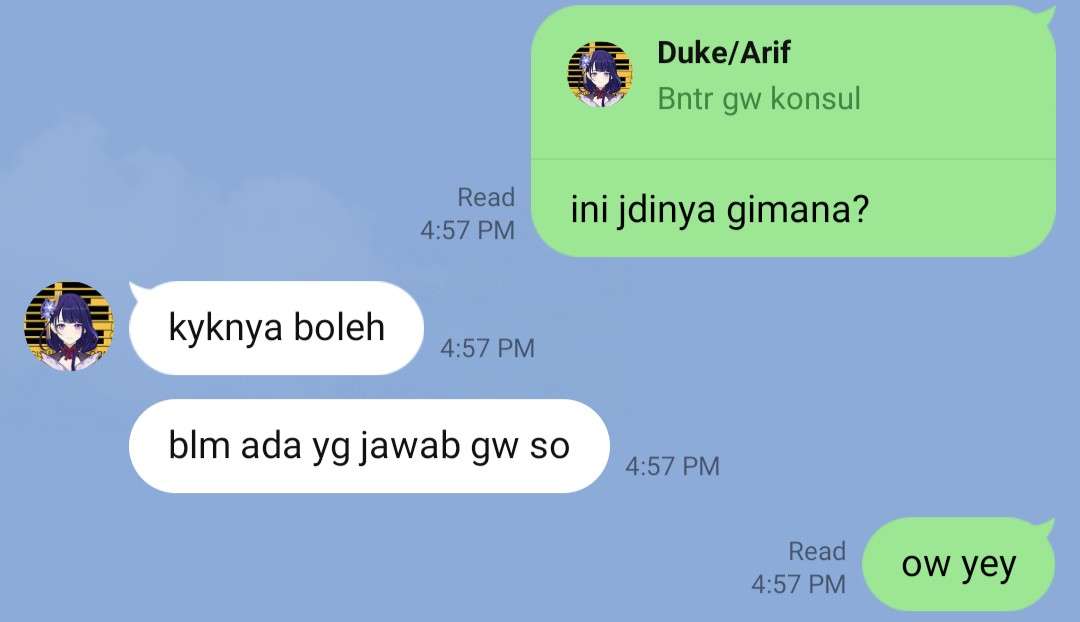 Duke/Arif
Bntr gw konsul
ini jdinya gimana?
Read
4:57 PM
kyknya boleh
4:57 PM
blm ada yg jawab gw so
4:57 PM
ow yey
Read
4:57 PM